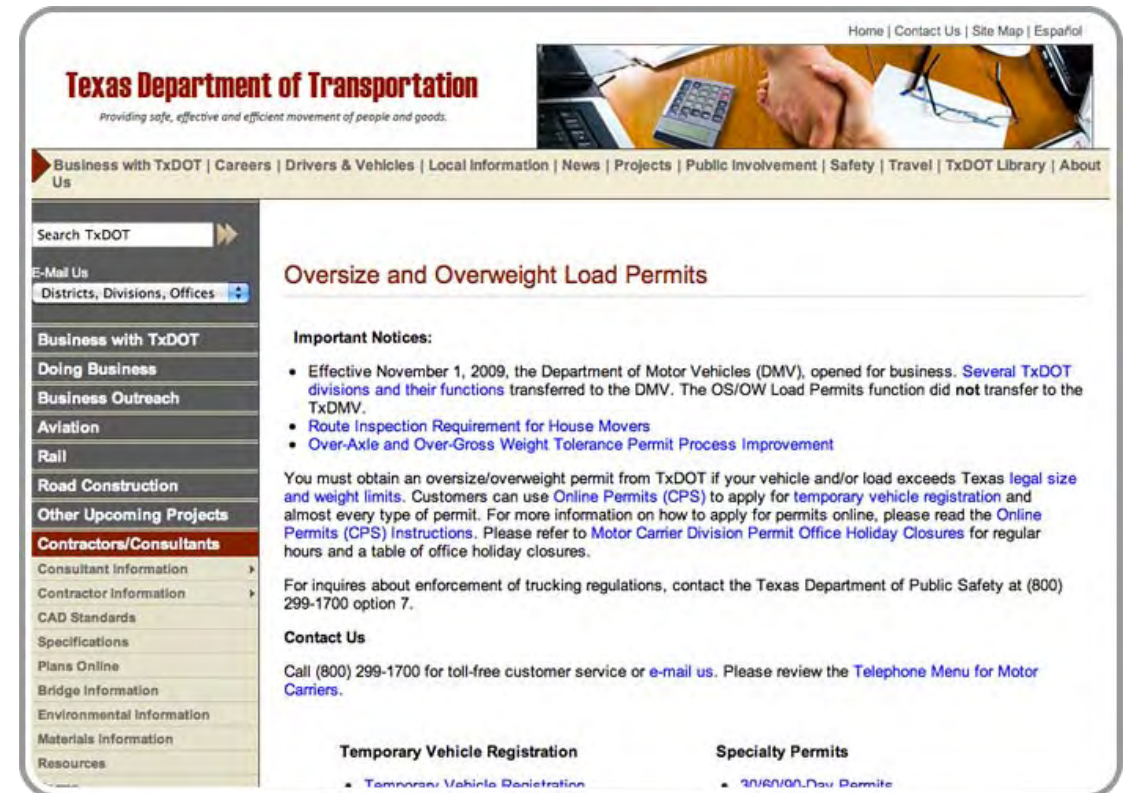 Home | Contact Us | Site Map | Español
Texas Department of Transportation
Providing safe, effective and efficient movement of people and goods.
Business with TxDOT | Careers | Drivers & Vehicles | Local Information | News | Projects | Public Involvement | Safety | Travel | TxDOT Library | About
Us
Search TxDOT
E-Mail Us
Districts, Divisions, Offices
Business with TxDOT
Doing Business
Business Outreach
Aviation
Rail
Road Construction
Other Upcoming Projects
Contractors/Consultants
Consultant Information
Contractor Information
CAD Standards
Specifications
Plans Online
Bridge Information
Environmental Information
Materials Information
Resources
Oversize and Overweight Load Permits
Important Notices:
• Effective November 1, 2009, the Department of Motor Vehicles (DMV), opened for business. Several TxDOT
divisions and their functions transferred to the DMV. The OS/OW Load Permits function did not transfer to the
TxDMV.
• Route Inspection Requirement for House Movers
• Over-Axle and Over-Gross Weight Tolerance Permit Process Improvement
You must obtain an oversize/overweight permit from TxDOT if your vehicle and/or load exceeds Texas legal size
and weight limits. Customers can use Online Permits (CPS) to apply for temporary vehicle registration and
almost every type of permit. For more information on how to apply for permits online, please read the Online
Permits (CPS) Instructions. Please refer to Motor Carrier Division Permit Office Holiday Closures for regular
hours and a table of office holiday closures.
For inquires about enforcement of trucking regulations, contact the Texas Department of Public Safety at (800)
299-1700 option 7.
Contact Us
Call (800) 299-1700 for toll-free customer service or e-mail us. Please review the Telephone Menu for Motor
Carriers.
Temporary Vehicle Registration
• Temporary Vehicle Registration
Specialty Permits
• 30/60/90-Day Permits